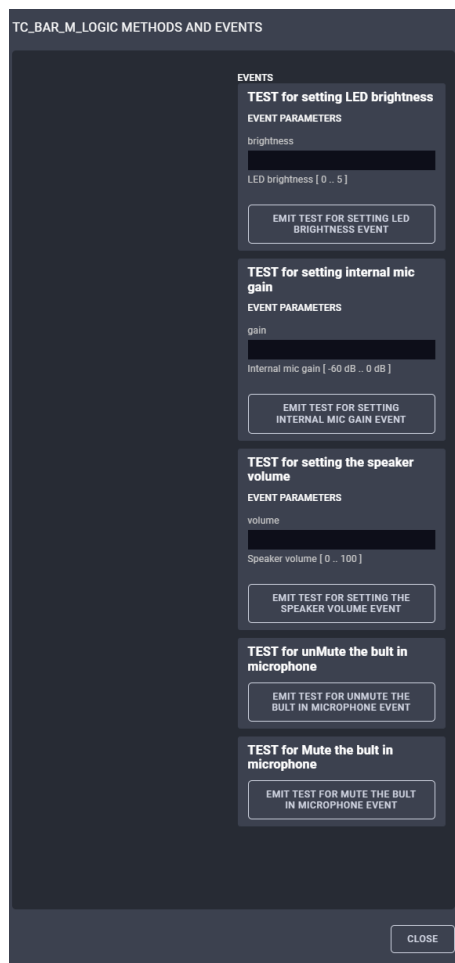 TC_BAR_M_LOGIC METHODS AND EVENTS
EVENTS
TEST for setting LED brightness
EVENT PARAMETERS
brightness
LED brightness [ 0 .. 5 ]
EMIT TEST FOR SETTING LED
BRIGHTNESS EVENT
TEST for setting internal mic
gain
EVENT PARAMETERS
gain
Internal mic gain [ -60 dB .. 0 dB ]
EMIT TEST FOR SETTING
INTERNAL MIC GAIN EVENT
TEST for setting the speaker
volume
EVENT PARAMETERS
volume
Speaker volume [ 0 .. 100 ]
EMIT TEST FOR SETTING THE
SPEAKER VOLUME EVENT
TEST for unMute the bult in
microphone
EMIT TEST FOR UNMUTE THE
BULT IN MICROPHONE EVENT
TEST for Mute the bult in
microphone
EMIT TEST FOR MUTE THE BULT
IN MICROPHONE EVENT
CLOSE